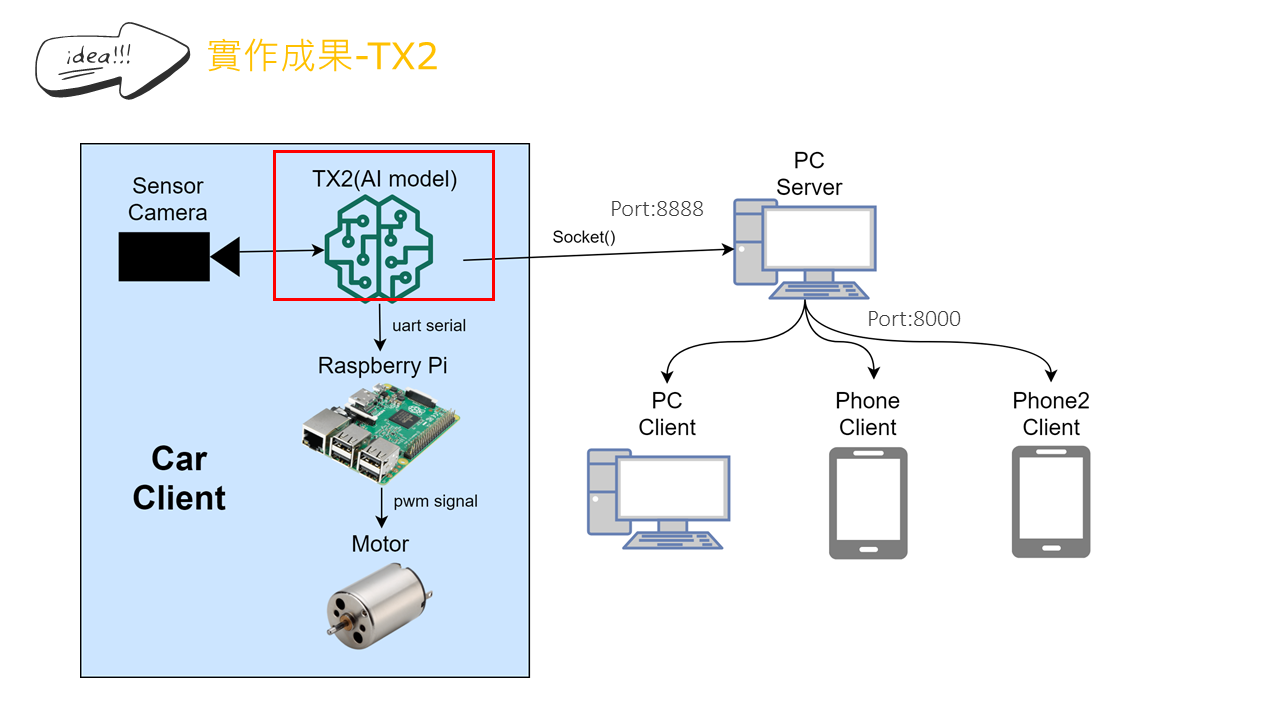 idea!!!
實作成果-TX2
Sensor
Camera
TX2(AI model)
uart serial
Raspberry Pi
pwm signal
Motor
Car
Client
Socket()
Port:8888
PC
Server
Port:8000
PC
Client
Phone
Client
Phone2
Client